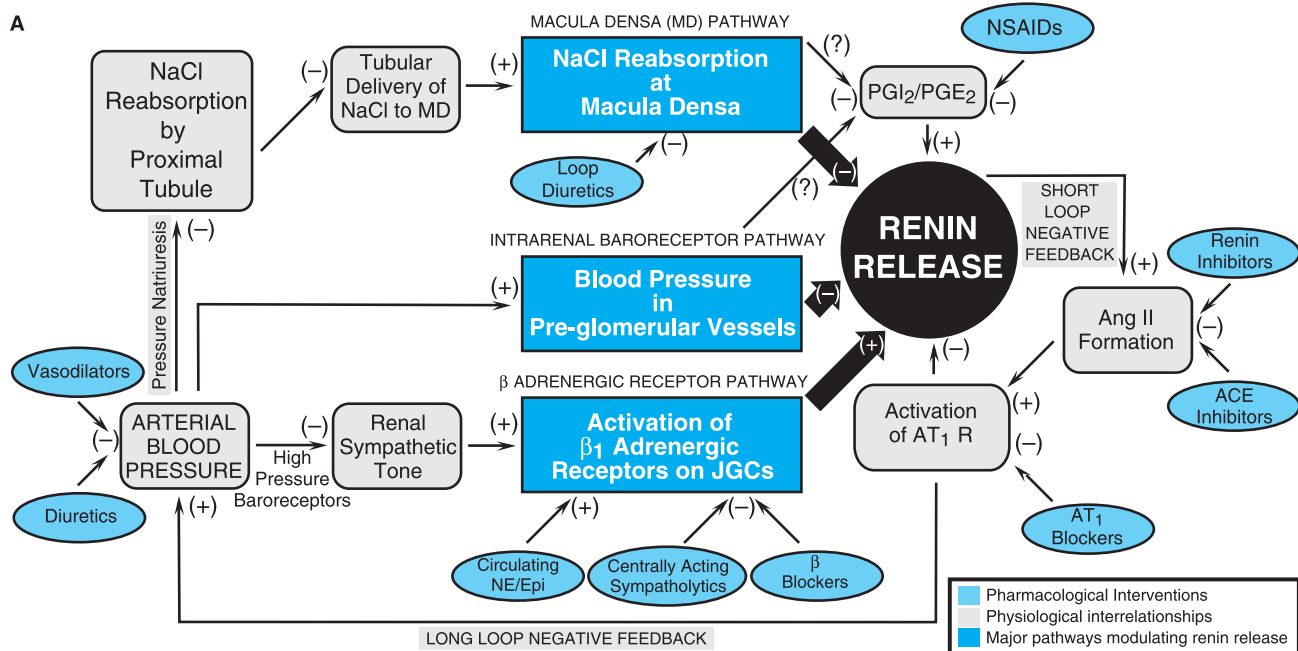 A
MACULA DENSA (MD) PATHWAY
NaCl
Reabsorption
by
Proximal
Tubule
(–)
Tubular
Delivery of
NaCl to MD
(+)
NaCl Reabsorption
at
Macula Densa
(?)
NSAIDs
(–)
PGI₂/PGE₂
(–)
(+)
(–)
Loop
Diuretics
(–)
(?)
RENIN
RELEASE
SHORT
LOOP
NEGATIVE
FEEDBACK
(+)
Renin
Inhibitors
(–)
Pressure Natriuresis
INTRARENAL BARORECEPTOR PATHWAY
(+)
Blood Pressure
in
Pre-glomerular Vessels
(–)
Ang II
Formation
(–)
ACE
Inhibitors
Vasodilators
(–)
ARTERIAL
BLOOD
PRESSURE
(–)
High
Pressure
Baroreceptors
Renal
Sympathetic
Tone
(+)
β ADRENERGIC RECEPTOR PATHWAY
Activation of
β₁ Adrenergic
Receptors on JGCs
(+)
(–)
Activation
of AT₁ R
(+)
(–)
Diuretics
(+)
(+)
(–)
Circulating
NE/Epi
Centrally Acting
Sympatholytics
β
Blockers
AT₁
Blockers
LONG LOOP NEGATIVE FEEDBACK
Pharmacological Interventions
Physiological interrelationships
Major pathways modulating renin release